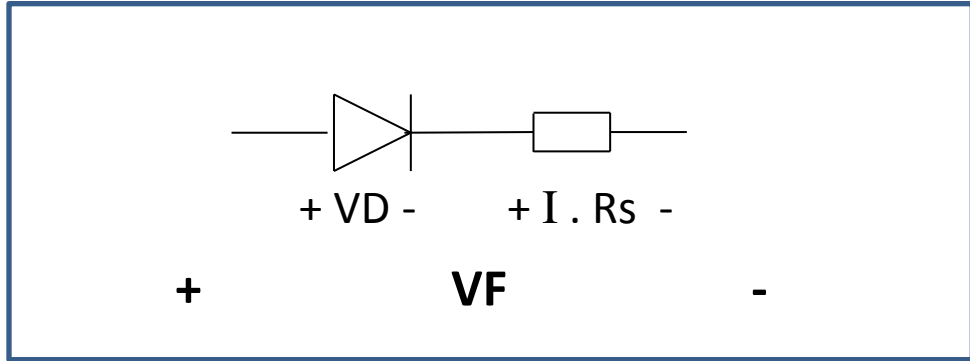 + VD - + I . Rs -
+ VF -